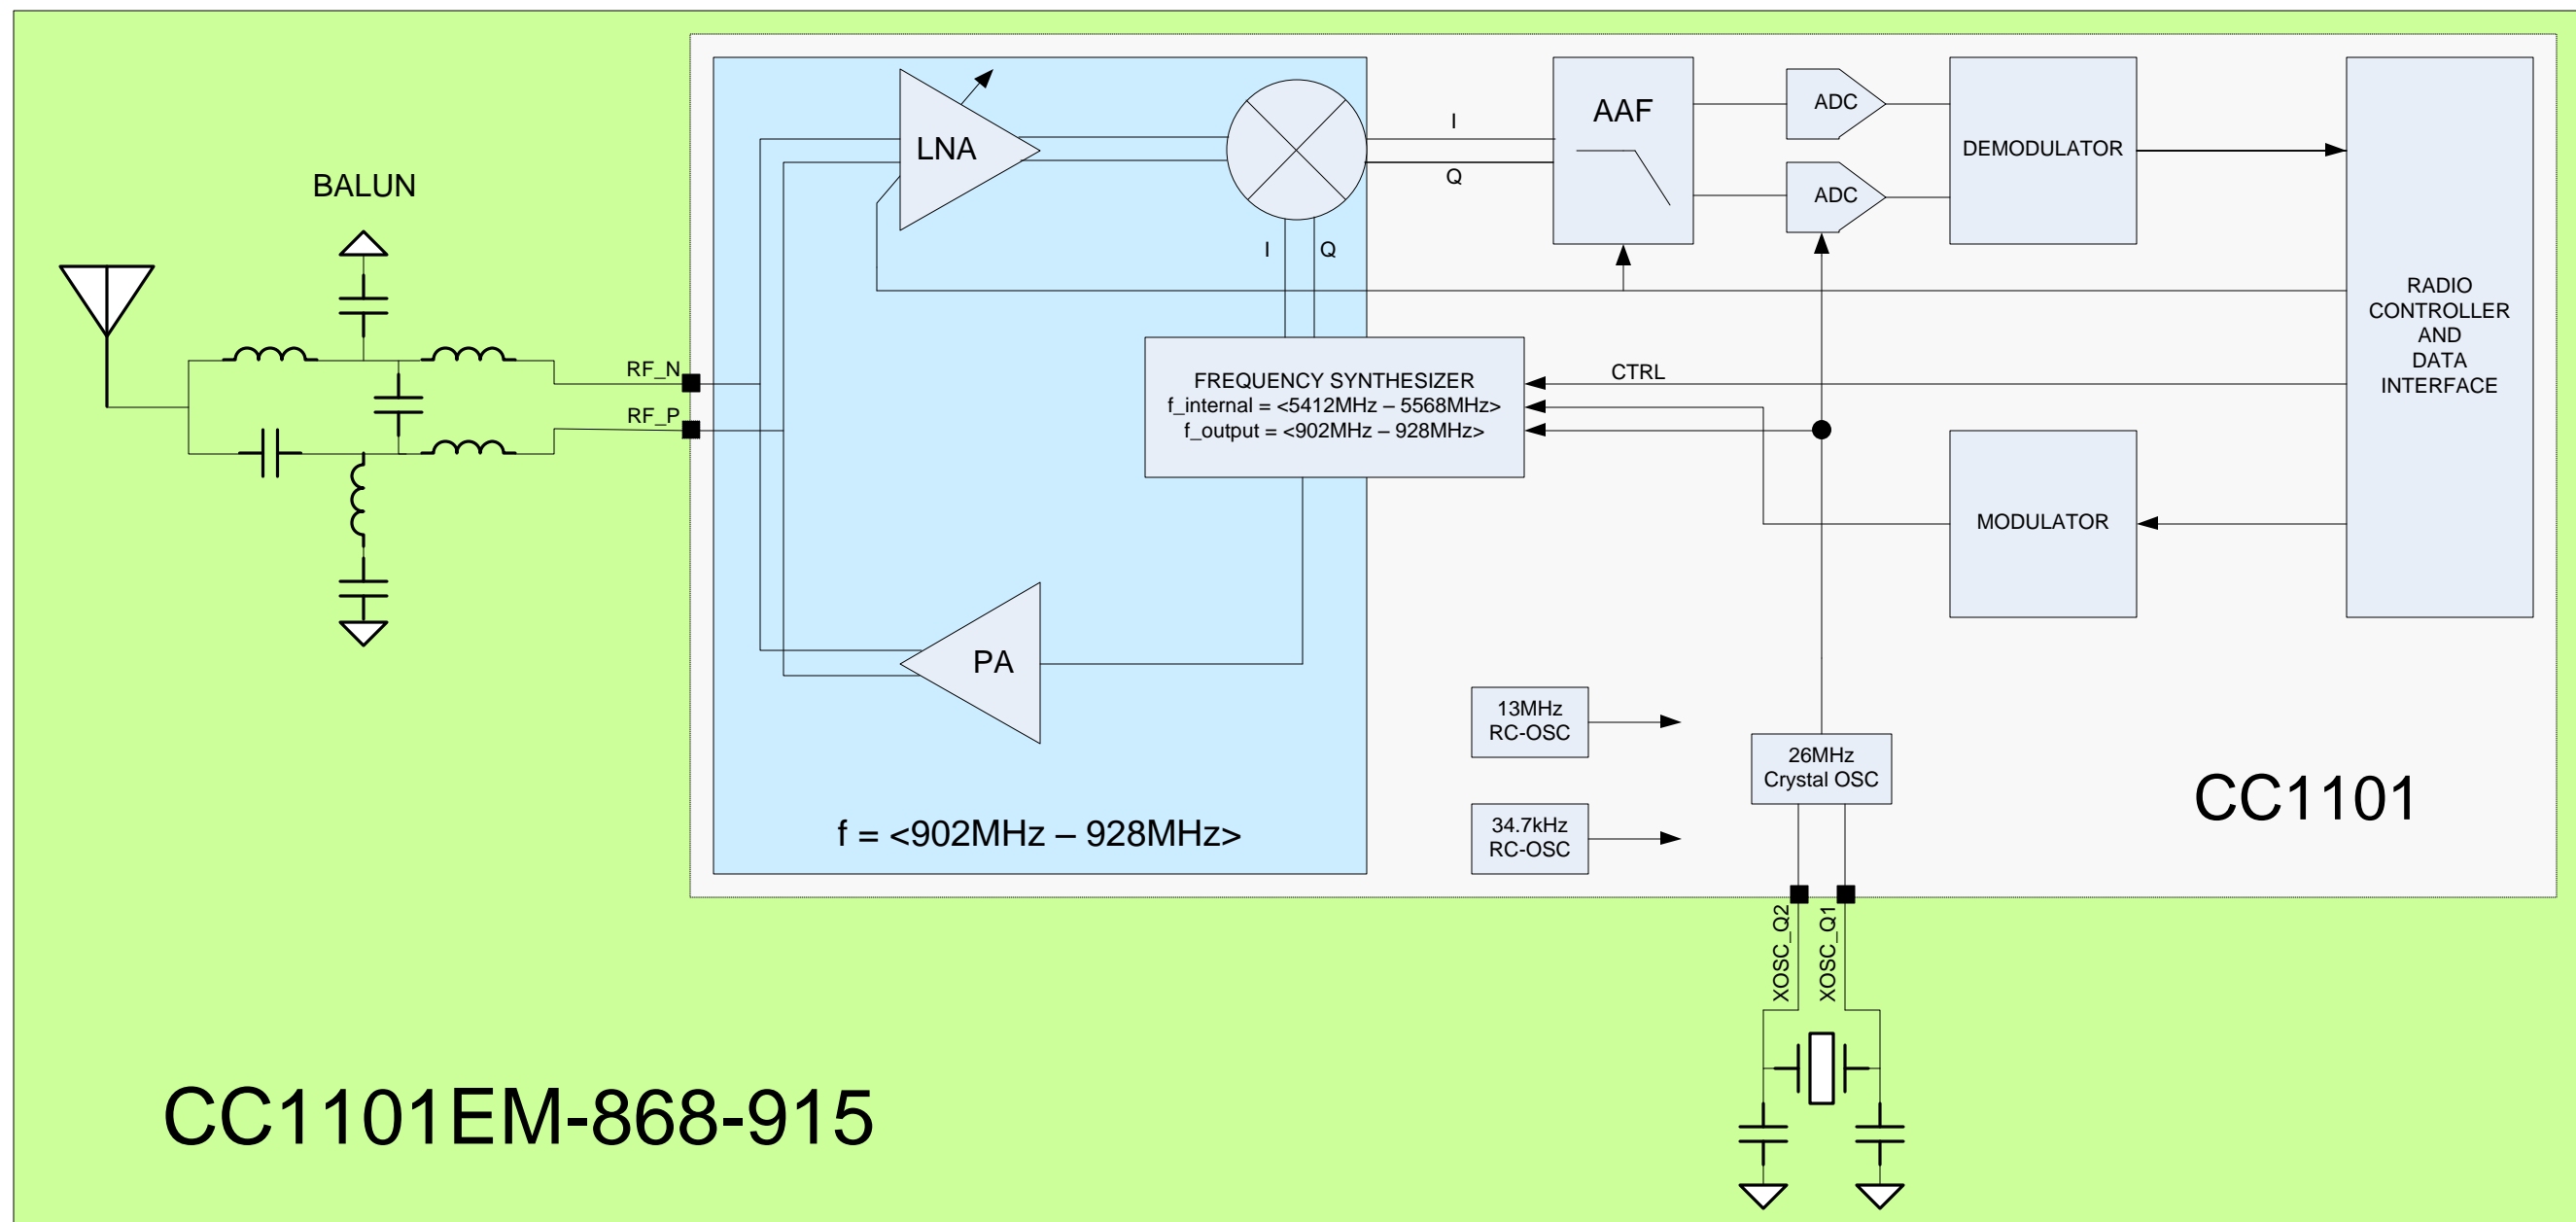 BALUN
LNA
I
Q
AAF
ADC
ADC
DEMODULATOR
I
Q
RADIO
CONTROLLER
AND
DATA
INTERFACE
RF_N
RF_P
FREQUENCY SYNTHESIZER
f_internal = <5412MHz – 5568MHz>
f_output = <902MHz – 928MHz>
CTRL
MODULATOR
PA
13MHz
RC-OSC
26MHz
Crystal OSC
34.7kHz
RC-OSC
CC1101
f = <902MHz – 928MHz>
XOSC_Q2
XOSC_Q1
CC1101EM-868-915